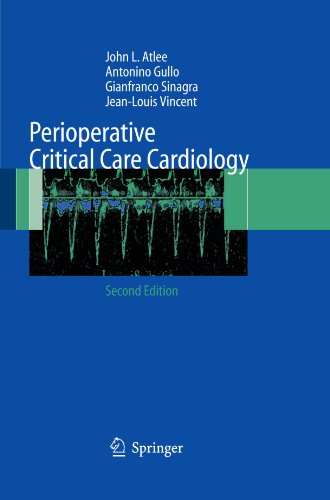 John L. Atlee
Antonino Gullo
Gianfranco Sinagra
Jean-Louis Vincent
Perioperative
Critical Care Cardiology
Second Edition
Springer